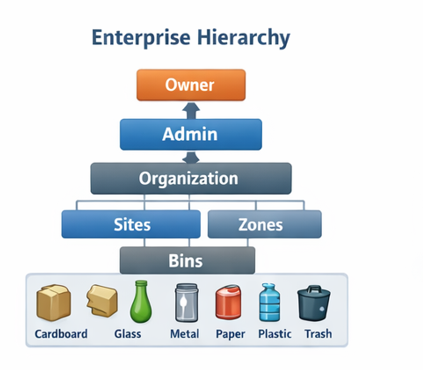 Enterprise Hierarchy
Owner
Admin
Organization
Sites Zones
Bins
Cardboard Glass Metal Paper Plastic Trash